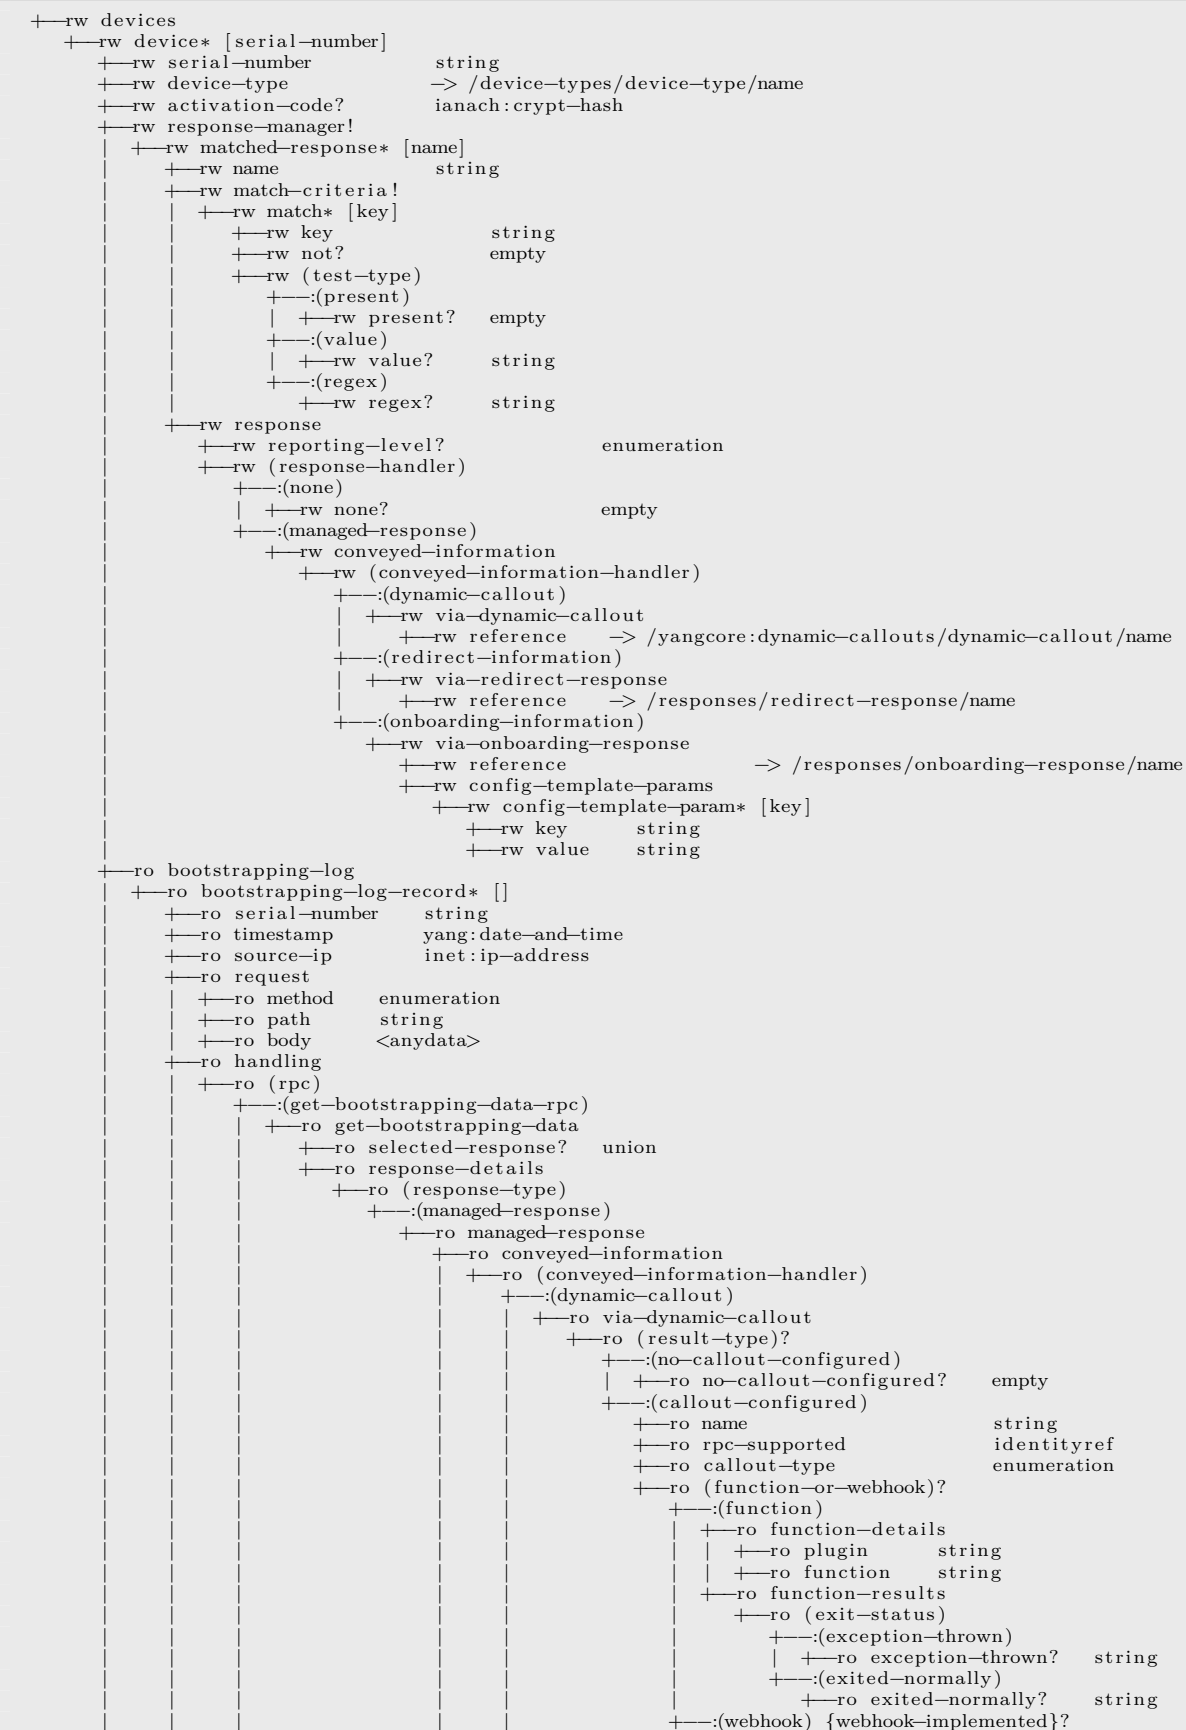 +--rw devices
   +--rw device* [serial-number]
      +--rw serial-number           string
      +--rw device-type             -> /device-types/device-type/name
      +--rw activation-code?        ianach:crypt-hash
      +--rw response-manager!
      |  +--rw matched-response* [name]
      |     +--rw name              string
      |     +--rw match-criteria!
      |     |  +--rw match* [key]
      |     |     +--rw key              string
      |     |     +--rw not?             empty
      |     |     +--rw (test-type)
      |     |        +--:(present)
      |     |        |  +--rw present?   empty
      |     |        +--:(value)
      |     |        |  +--rw value?     string
      |     |        +--:(regex)
      |     |           +--rw regex?     string
      |     +--rw response
      |        +--rw reporting-level?              enumeration
      |        +--rw (response-handler)
      |           +--:(none)
      |           |  +--rw none?                   empty
      |           +--:(managed-response)
      |              +--rw conveyed-information
      |                 +--rw (conveyed-information-handler)
      |                    +--:(dynamic-callout)
      |                    |  +--rw via-dynamic-callout
      |                    |     +--rw reference    -> /yangcore:dynamic-callouts/dynamic-callout/name
      |                    +--:(redirect-information)
      |                    |  +--rw via-redirect-response
      |                    |     +--rw reference    -> /responses/redirect-response/name
      |                    +--:(onboarding-information)
      |                       +--rw via-onboarding-response
      |                          +--rw reference                 -> /responses/onboarding-response/name
      |                          +--rw config-template-params
      |                             +--rw config-template-param* [key]
      |                                +--rw key      string
      |                                +--rw value    string
      +--ro bootstrapping-log
      |  +--ro bootstrapping-log-record* []
      |     +--ro serial-number    string
      |     +--ro timestamp        yang:date-and-time
      |     +--ro source-ip        inet:ip-address
      |     +--ro request
      |     |  +--ro method    enumeration
      |     |  +--ro path      string
      |     |  +--ro body      <anydata>
      |     +--ro handling
      |     |  +--ro (rpc)
      |     |     +--:(get-bootstrapping-data-rpc)
      |     |     |  +--ro get-bootstrapping-data
      |     |     |     +--ro selected-response?   union
      |     |     |     +--ro response-details
      |     |     |        +--ro (response-type)
      |     |     |           +--:(managed-response)
      |     |     |              +--ro managed-response
      |     |     |                 +--ro conveyed-information
      |     |     |                 |  +--ro (conveyed-information-handler)
      |     |     |                 |     +--:(dynamic-callout)
      |     |     |                 |     |  +--ro via-dynamic-callout
      |     |     |                 |     |     +--ro (result-type)?
      |     |     |                 |     |        +--:(no-callout-configured)
      |     |     |                 |     |        |  +--ro no-callout-configured?    empty
      |     |     |                 |     |        +--:(callout-configured)
      |     |     |                 |     |           +--ro name                      string
      |     |     |                 |     |           +--ro rpc-supported             identityref
      |     |     |                 |     |           +--ro callout-type              enumeration
      |     |     |                 |     |           +--ro (function-or-webhook)?
      |     |     |                 |     |              +--:(function)
      |     |     |                 |     |              |  +--ro function-details
      |     |     |                 |     |              |  |  +--ro plugin      string
      |     |     |                 |     |              |  |  +--ro function    string
      |     |     |                 |     |              |  +--ro function-results
      |     |     |                 |     |              |     +--ro (exit-status)
      |     |     |                 |     |              |        +--:(exception-thrown)
      |     |     |                 |     |              |        |  +--ro exception-thrown?   string
      |     |     |                 |     |              |        +--:(exited-normally)
      |     |     |                 |     |              |           +--ro exited-normally?    string
      |     |     |                 |     |              +--:(webhook) {webhook-implemented}?